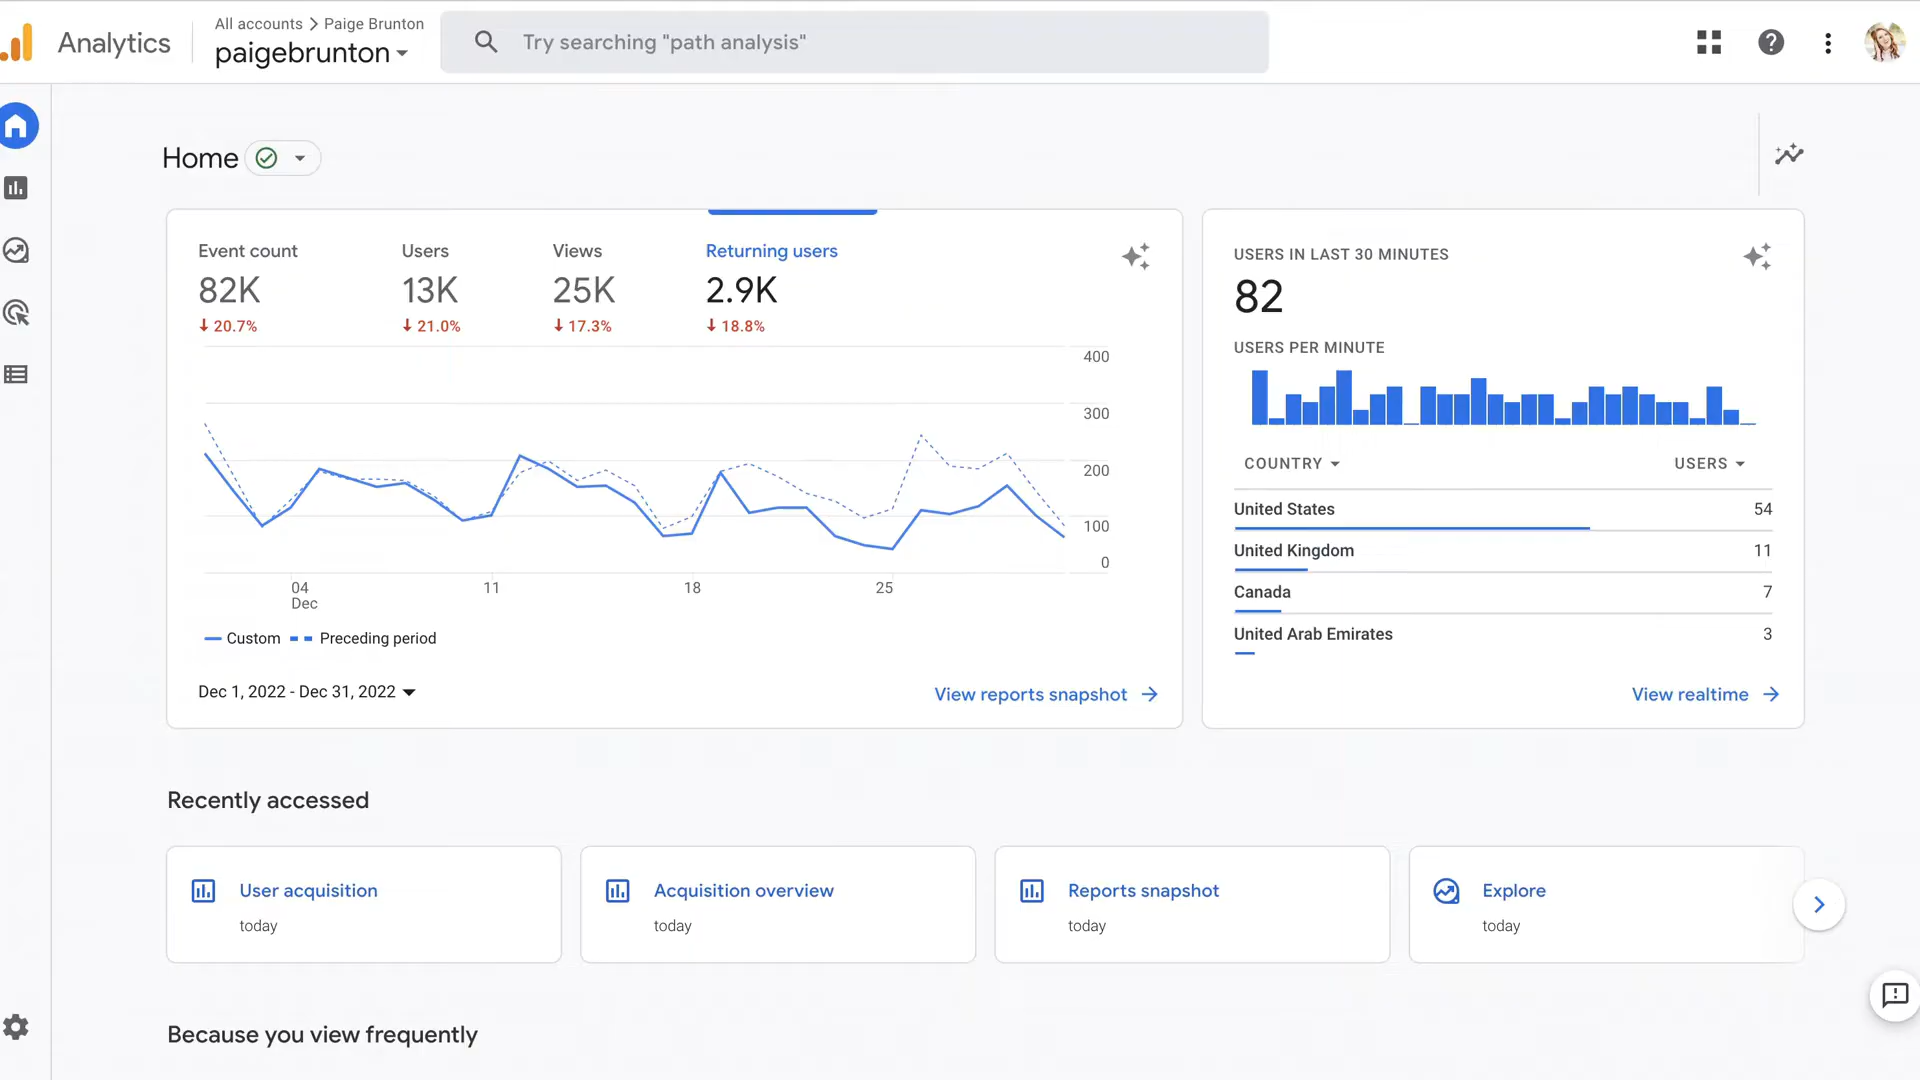 Analytics
All accounts > Paige Brunton
paigebrunton
Try searching "path analysis"
Home
Event count
82K
20.7%
Users
13K
21.0%
Views
25K
17.3%
Returning users
2.9K
18.8%
400
300
200
100
0
04
Dec
11
18
25
Custom
Preceding period
Dec 1, 2022 - Dec 31, 2022
View reports snapshot
USERS IN LAST 30 MINUTES
82
USERS PER MINUTE
COUNTRY USERS
United States 54
United Kingdom 11
Canada 7
United Arab Emirates 3
View realtime
Recently accessed
User acquisition
today
Acquisition overview
today
Reports snapshot
today
Explore
today
Because you view frequently